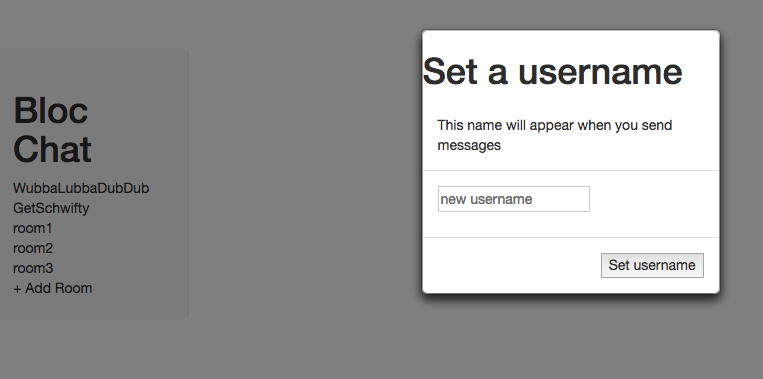 Bloc
Chat
WubbaLubbaDubDub
GetSchwifty
room1
room2
room3
+ Add Room
Set a username
This name will appear when you send
messages
new username
Set username